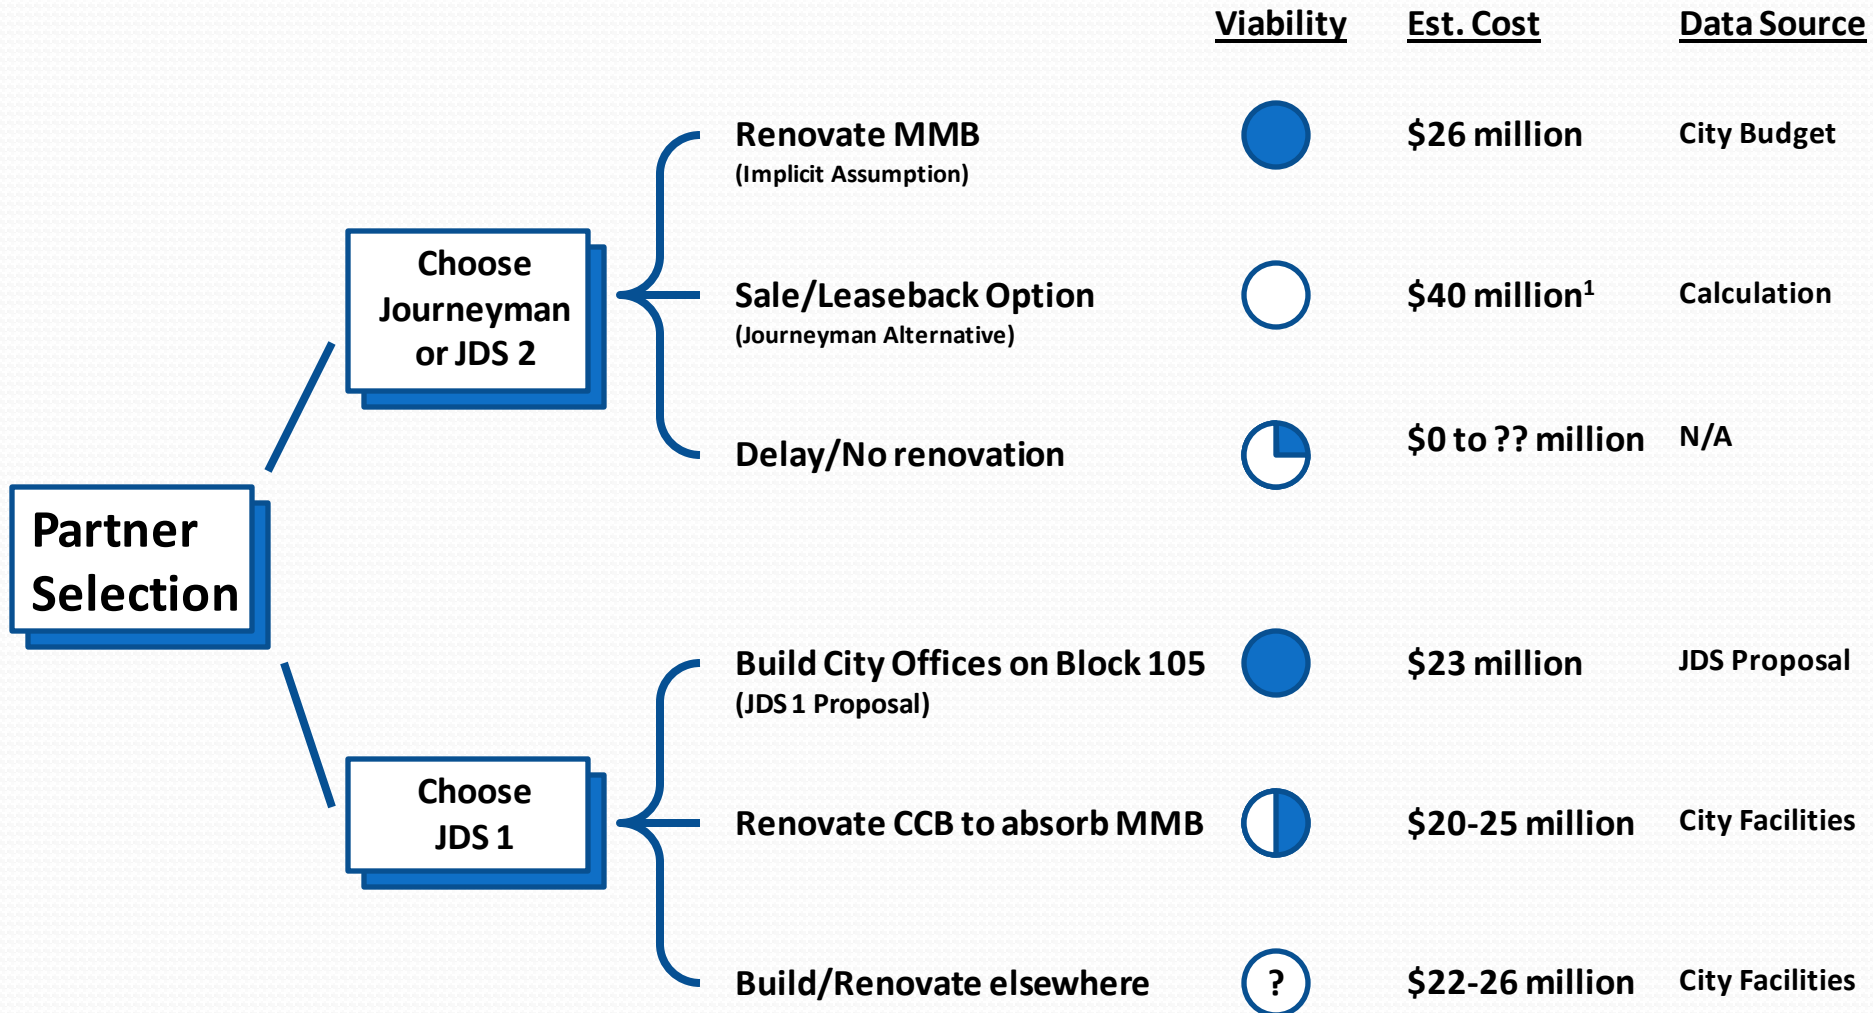 Viability Est. Cost Data Source
Renovate MMB $26 million City Budget
(Implicit Assumption)
Choose
Journeyman
or JDS 2
Sale/Leaseback Option $40 million¹ Calculation
(Journeyman Alternative)
Delay/No renovation $0 to ?? million N/A
Partner
Selection
Build City Offices on Block 105 $23 million JDS Proposal
(JDS 1 Proposal)
Choose
JDS 1
Renovate CCB to absorb MMB $20-25 million City Facilities
Build/Renovate elsewhere ? $22-26 million City Facilities